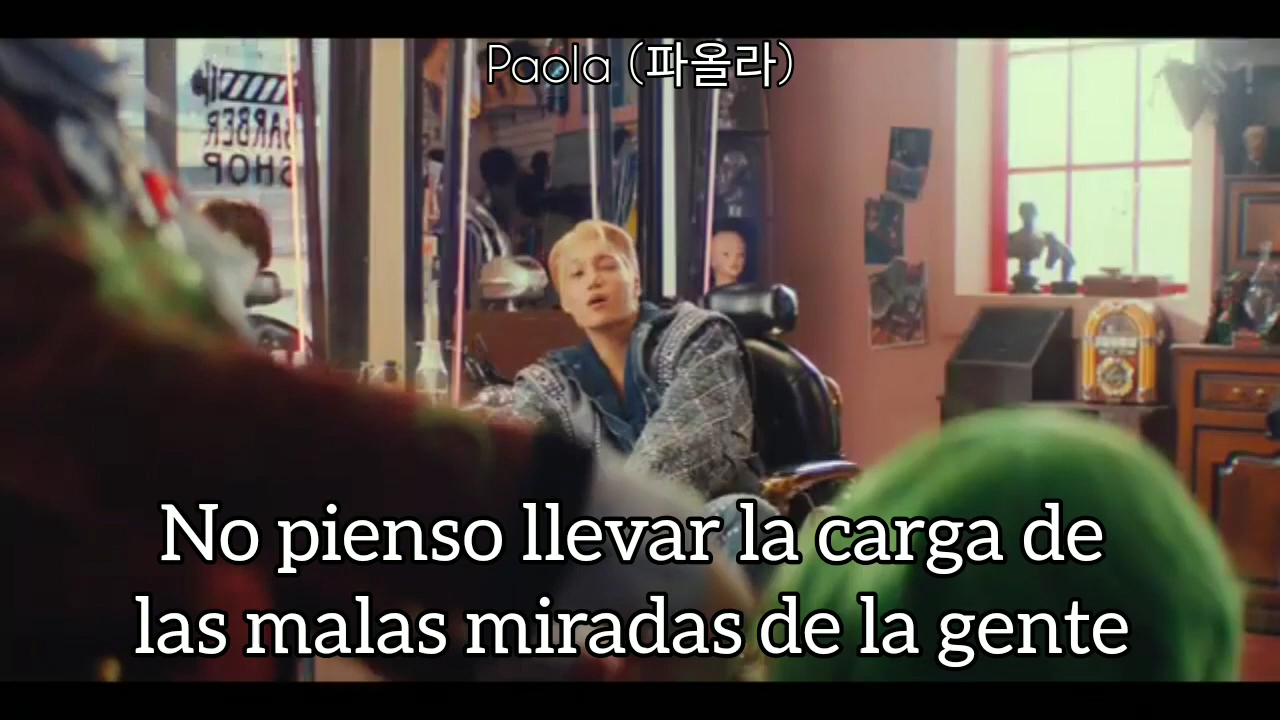 Paola (파올라)
BARBER
SHOP
No pienso llevar la carga de
las malas miradas de la gente